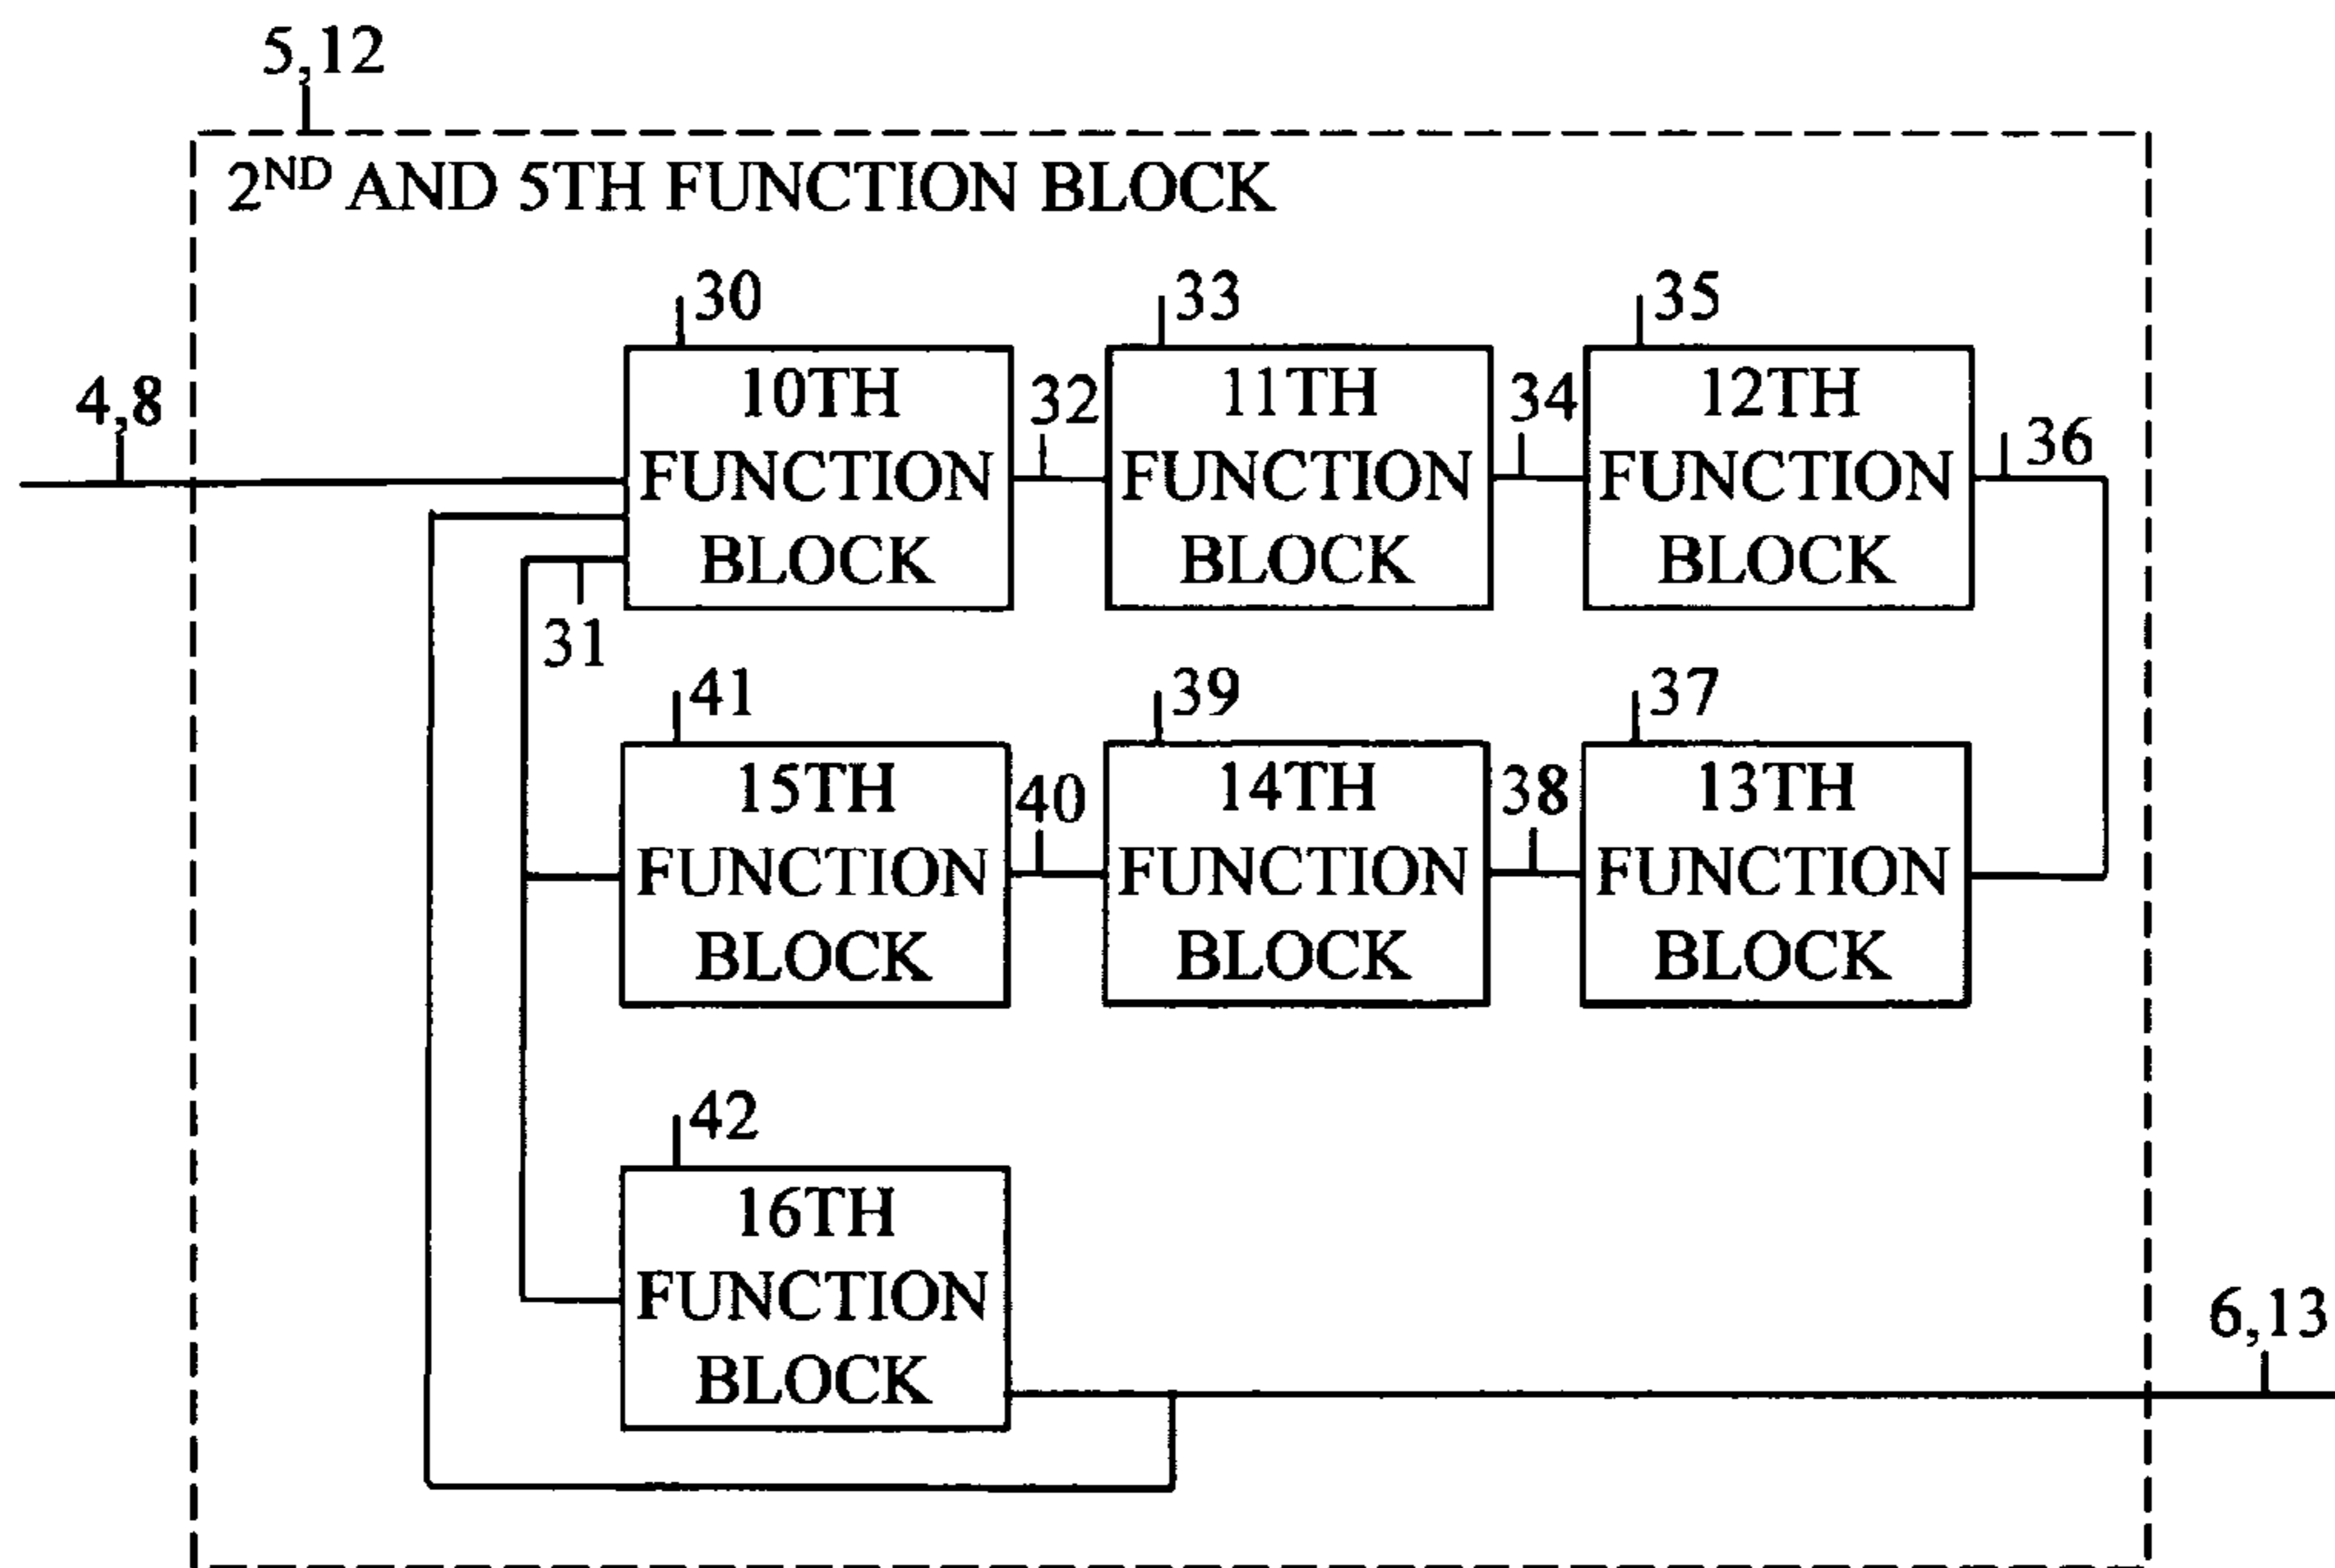 5,12
2ND AND 5TH FUNCTION BLOCK
30
33
35
4,8
10TH
FUNCTION
BLOCK
32
11TH
FUNCTION
BLOCK
34
12TH
FUNCTION
BLOCK
36
31
41
39
37
15TH
FUNCTION
BLOCK
40
14TH
FUNCTION
BLOCK
38
13TH
FUNCTION
BLOCK
42
16TH
FUNCTION
BLOCK
6,13